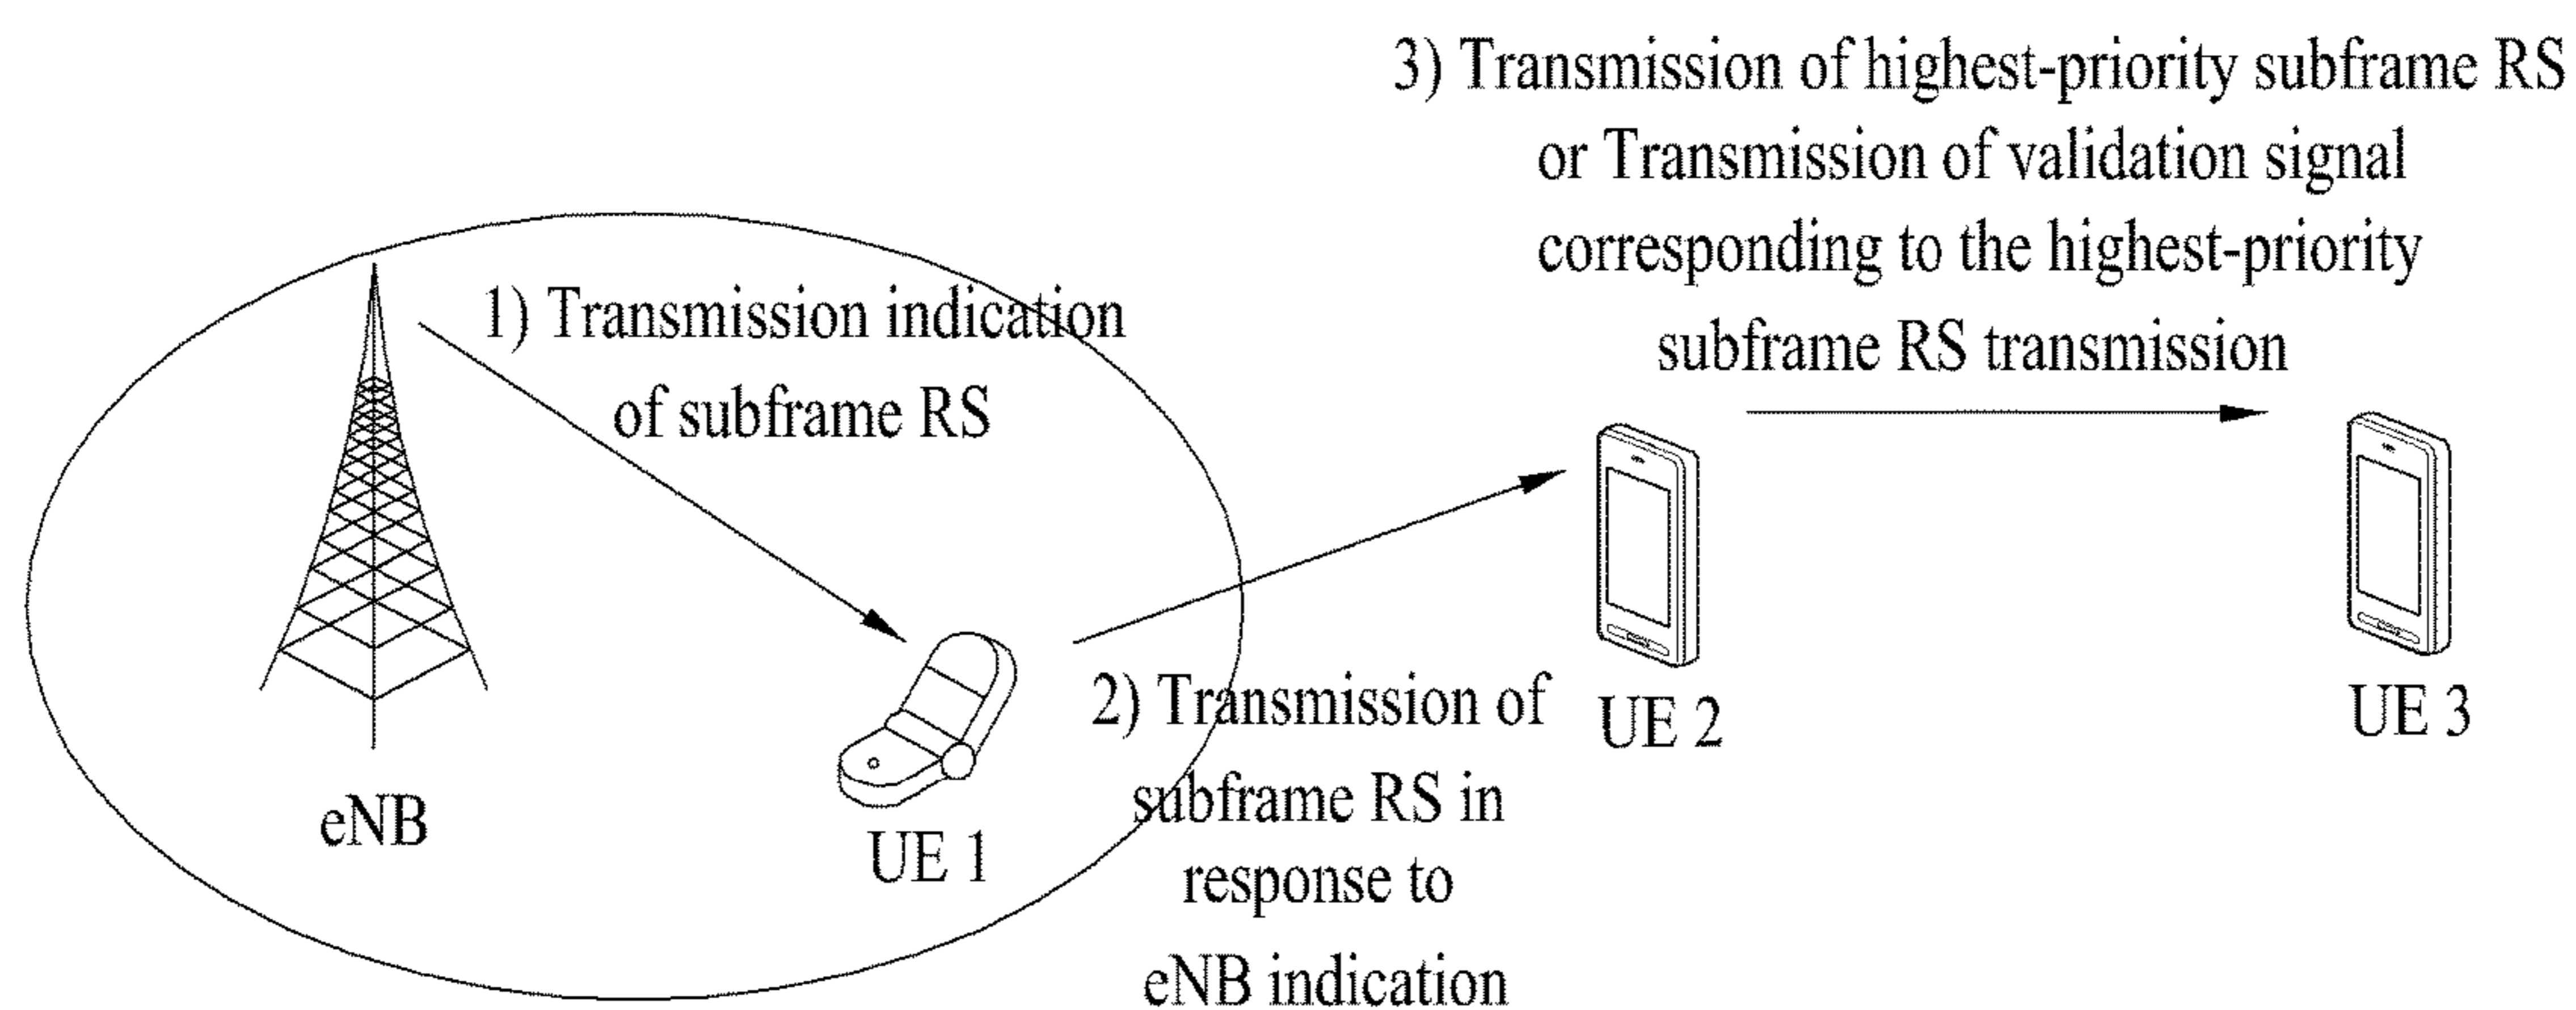 3) Transmission of highest-priority subframe RS
or Transmission of validation signal
corresponding to the highest-priority
subframe RS transmission
1) Transmission indication
of subframe RS
2) Transmission of
subframe RS in
response to
eNB indication
eNB
UE 1
UE 2
UE 3